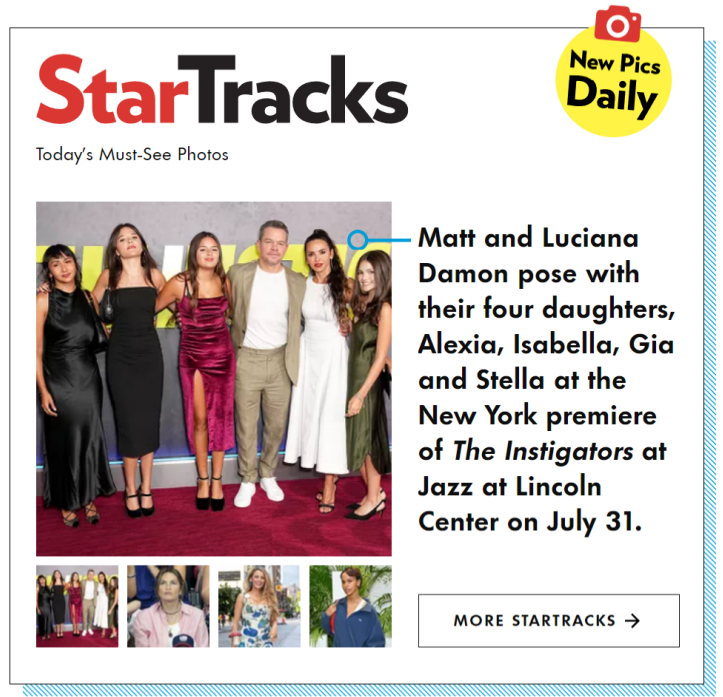 StarTracks
New Pics
Daily
Today's Must-See Photos
Matt and Luciana
Damon pose with
their four daughters,
Alexia, Isabella, Gia
and Stella at the
New York premiere
of The Instigators at
Jazz at Lincoln
Center on July 31.
MORE STARTRACKS →